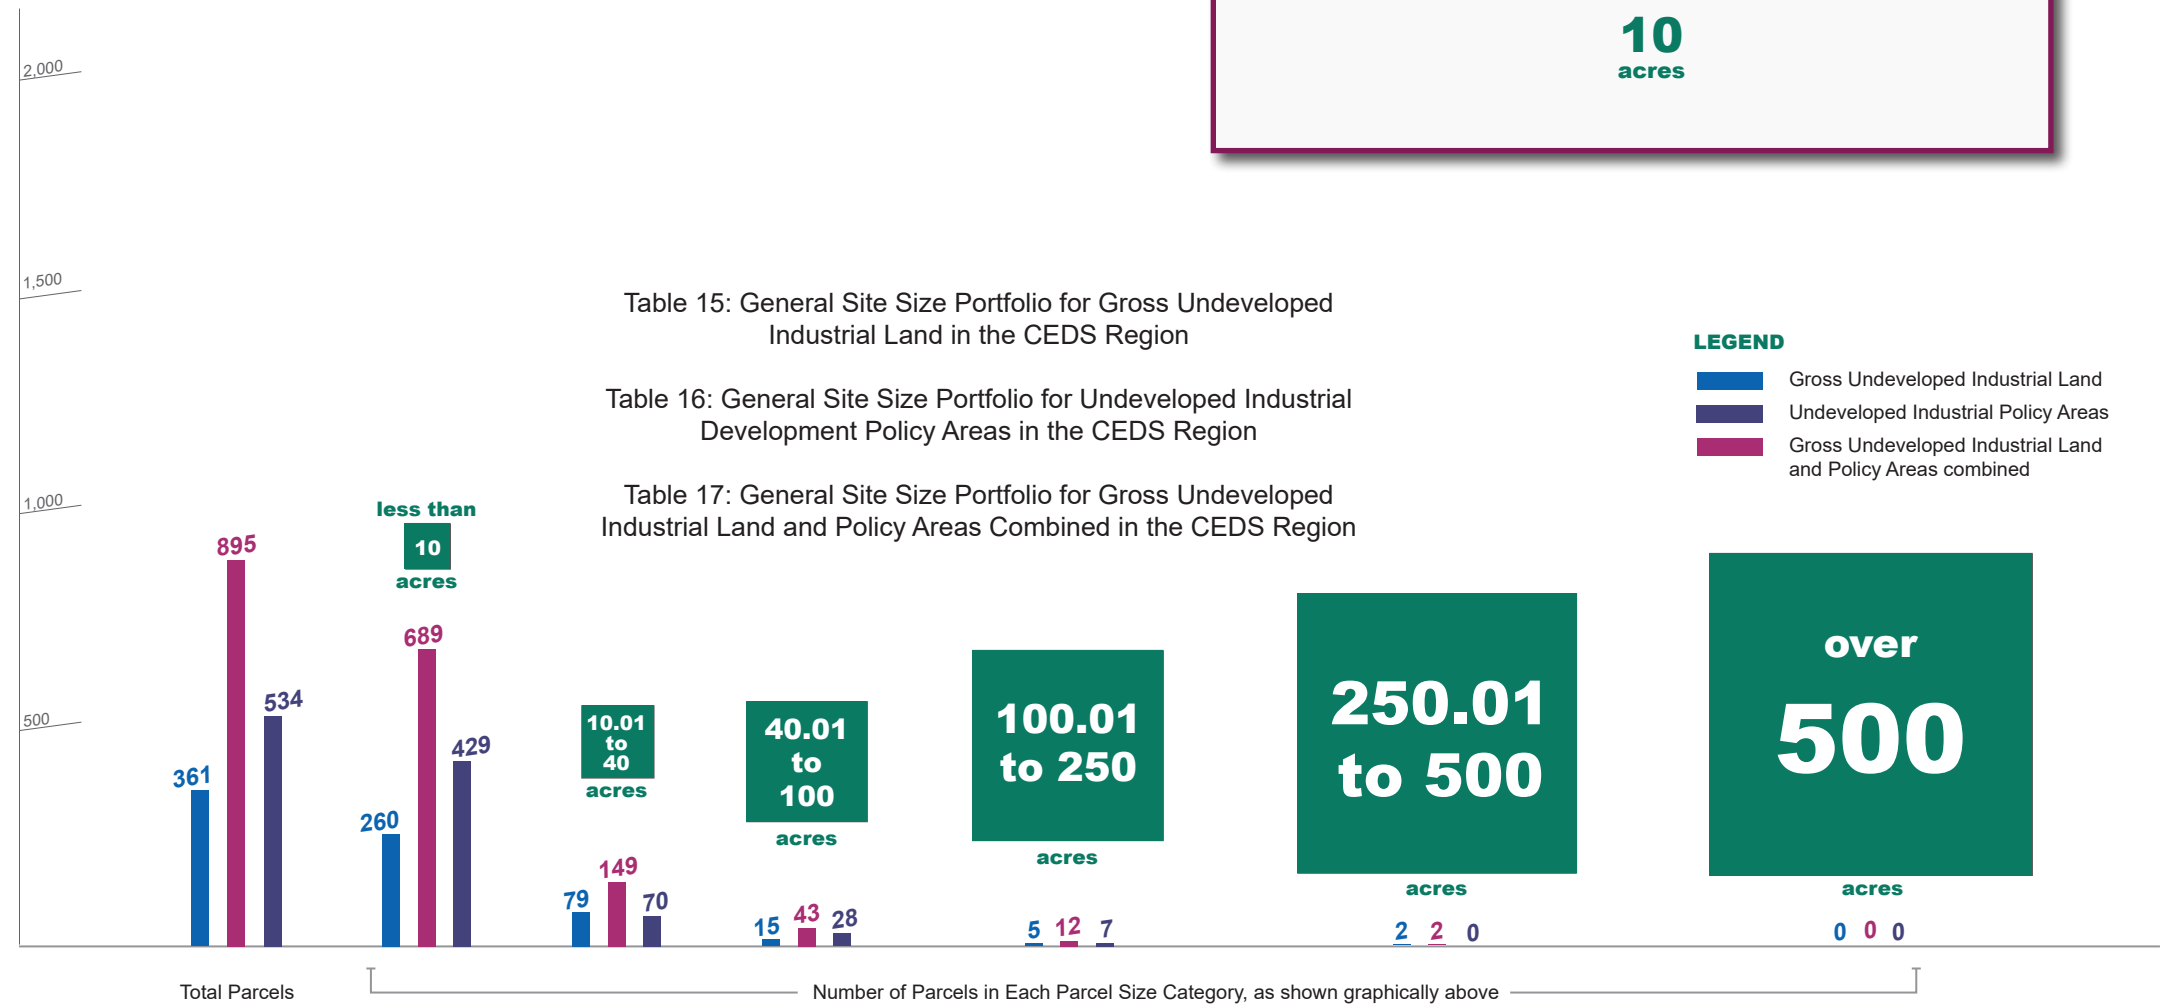 10
acres
2,000
1,500
1,000
500
Table 15: General Site Size Portfolio for Gross Undeveloped
Industrial Land in the CEDS Region
Table 16: General Site Size Portfolio for Undeveloped Industrial
Development Policy Areas in the CEDS Region
Table 17: General Site Size Portfolio for Gross Undeveloped
Industrial Land and Policy Areas Combined in the CEDS Region
LEGEND
Gross Undeveloped Industrial Land
Undeveloped Industrial Policy Areas
Gross Undeveloped Industrial Land
and Policy Areas combined
361
895
534
less than
10
acres
260
689
429
10.01
to
40
acres
79
149
70
40.01
to
100
acres
15
43
28
100.01
to 250
acres
5
12
7
250.01
to 500
acres
2
2
0
over
500
acres
0
0
0
Total Parcels
Number of Parcels in Each Parcel Size Category, as shown graphically above